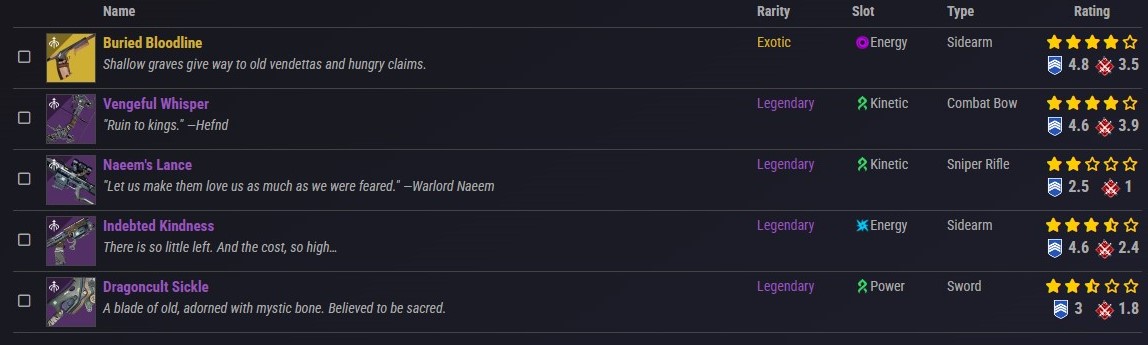 Name Rarity Slot Type Rating
Buried Bloodline Exotic Energy Sidearm
Shallow graves give way to old vendettas and hungry claims. 4.8 3.5
Vengeful Whisper Legendary Kinetic Combat Bow
"Ruin to kings." —Hefnd 4.6 3.9
Naeem's Lance Legendary Kinetic Sniper Rifle
"Let us make them love us as much as we were feared." —Warlord Naeem 2.5 1
Indebted Kindness Legendary Energy Sidearm
There is so little left. And the cost, so high... 4.6 2.4
Dragoncult Sickle Legendary Power Sword
A blade of old, adorned with mystic bone. Believed to be sacred. 3 1.8